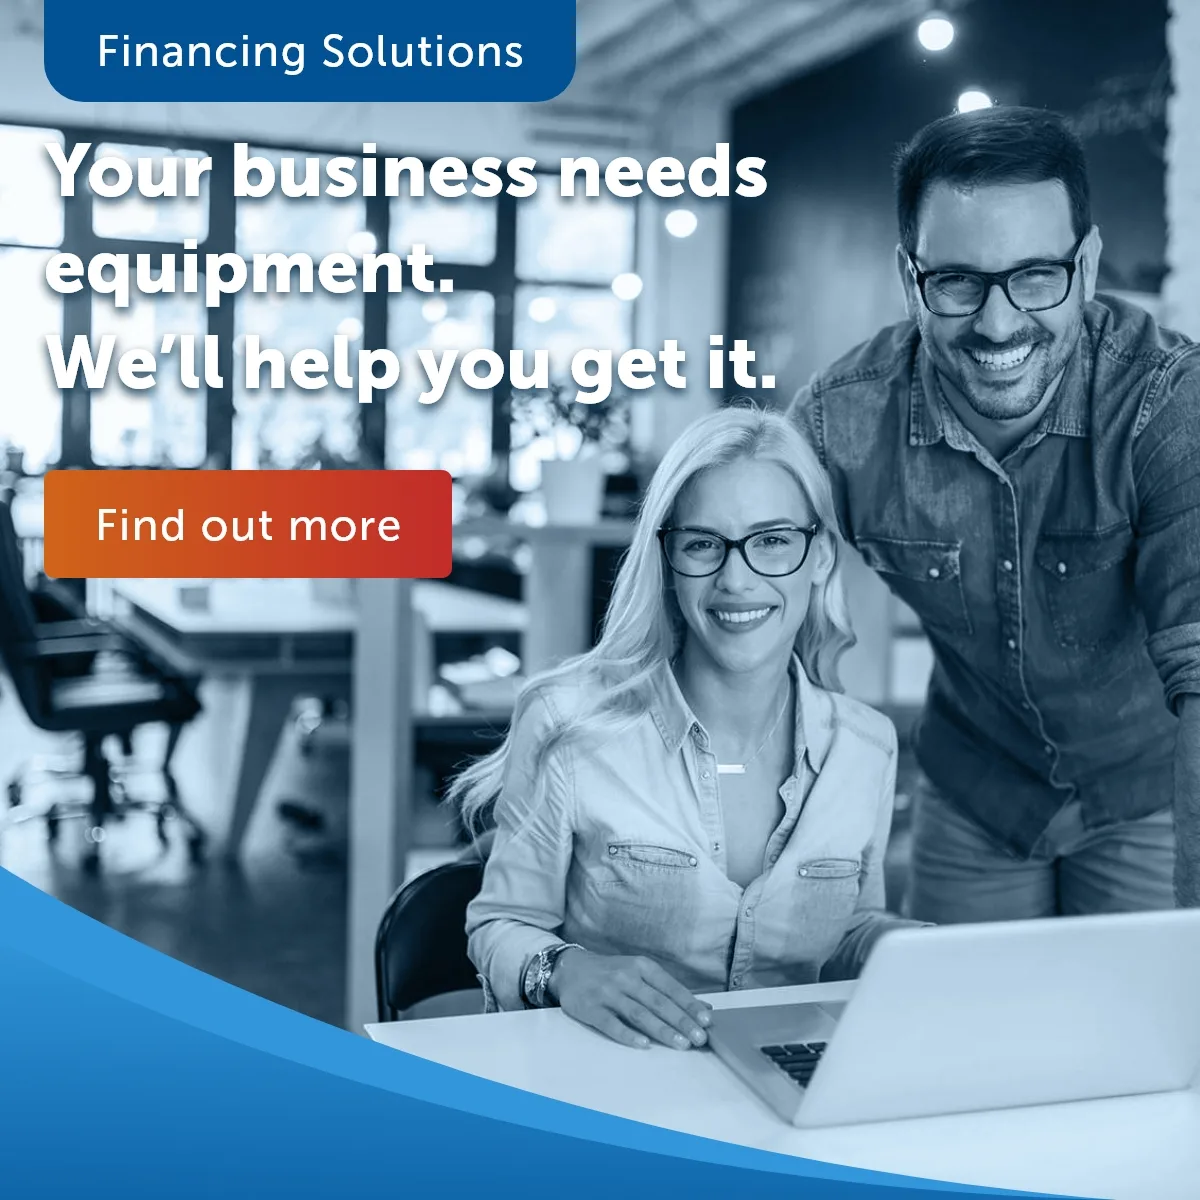 Financing Solutions
Your business needs
equipment.
We’ll help you get it.
Find out more